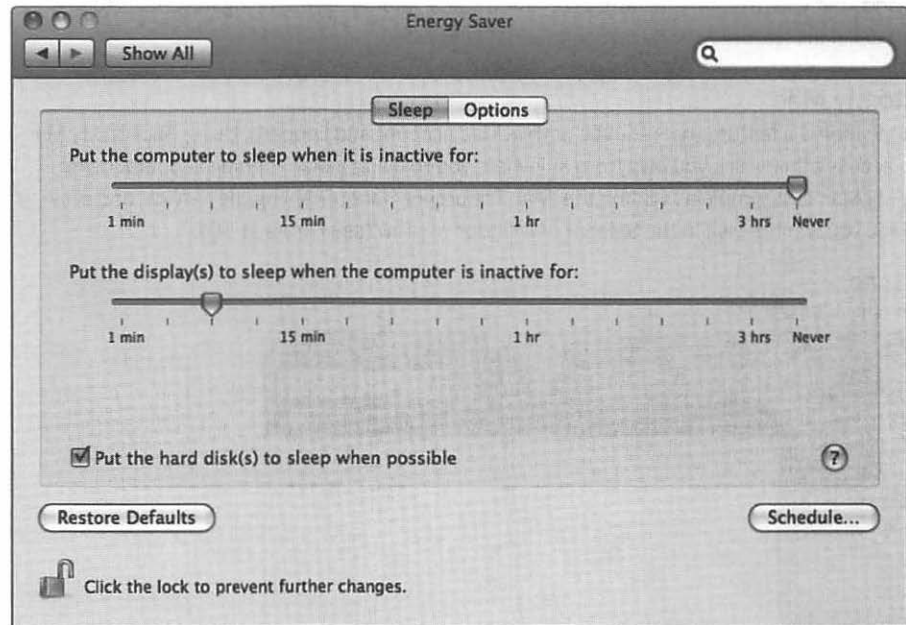 Energy Saver
Show All
Sleep Options
Put the computer to sleep when it is inactive for:
1 min 15 min 1 hr 3 hrs Never
Put the display(s) to sleep when the computer is inactive for:
1 min 15 min 1 hr 3 hrs Never
Put the hard disk(s) to sleep when possible ?
Restore Defaults Schedule...
Click the lock to prevent further changes.